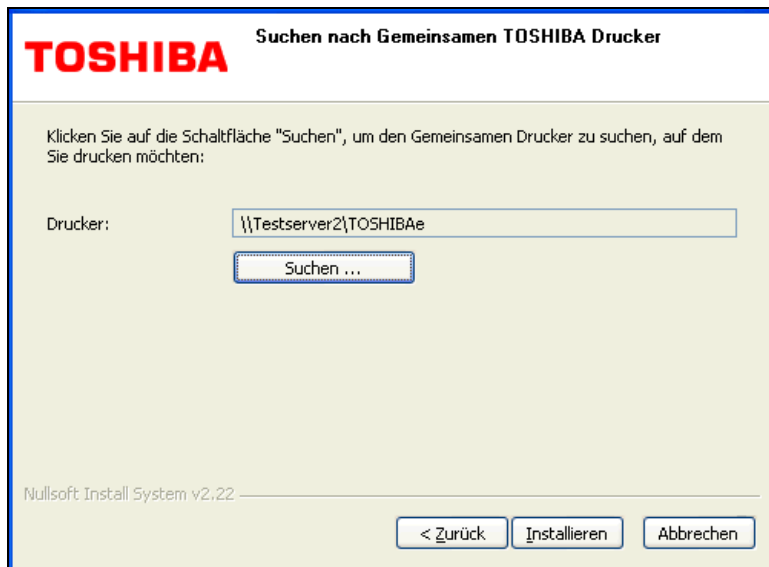 TOSHIBA
Suchen nach Gemeinsamen TOSHIBA Drucker
Klicken Sie auf die Schaltfläche "Suchen", um den Gemeinsamen Drucker zu suchen, auf dem
Sie drucken möchten:
Drucker:
\\Testserver2\TOSHIBAe
Suchen ...
Nullsoft Install System v2.22
< Zurück
Installieren
Abbrechen